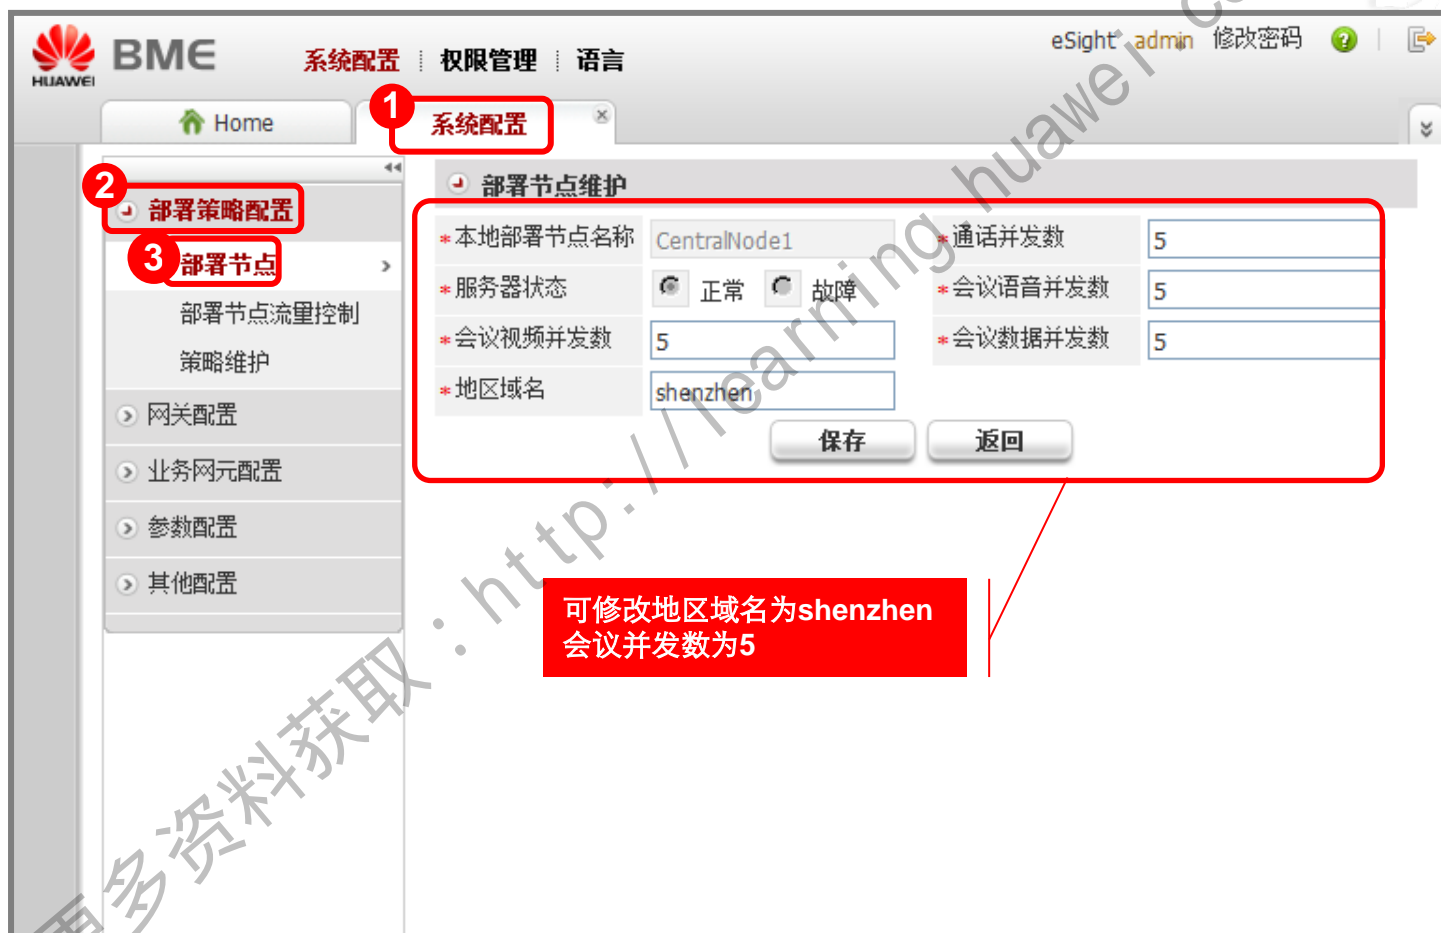 HUAWEI BME 系统配置 权限管理 语言 eSight admin 修改密码
Home 系统配置
1
2
部署策略配置
3
部署节点
部署节点流量控制
策略维护
网关配置
业务网元配置
参数配置
其他配置
部署节点维护
*本地部署节点名称 CentralNode1 *通话并发数 5
*服务器状态 正常 故障 *会议语音并发数 5
*会议视频并发数 5 *会议数据并发数 5
*地区域名 shenzhen
保存 返回
可修改地区域名为shenzhen
会议并发数为5
更多资料获取：http://learning.huawei.co